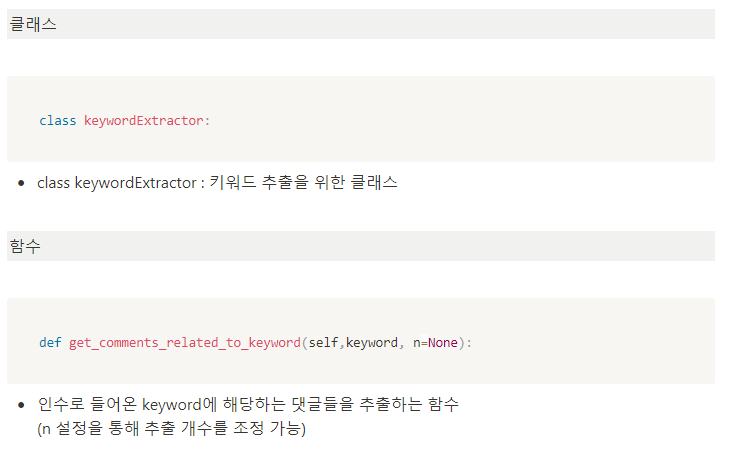 클래스
class keywordExtractor:
• class keywordExtractor : 키워드 추출을 위한 클래스
함수
def get_comments_related_to_keyword(self,keyword, n=None):
• 인수로 들어온 keyword에 해당하는 댓글들을 추출하는 함수
(n 설정을 통해 추출 개수를 조정 가능)